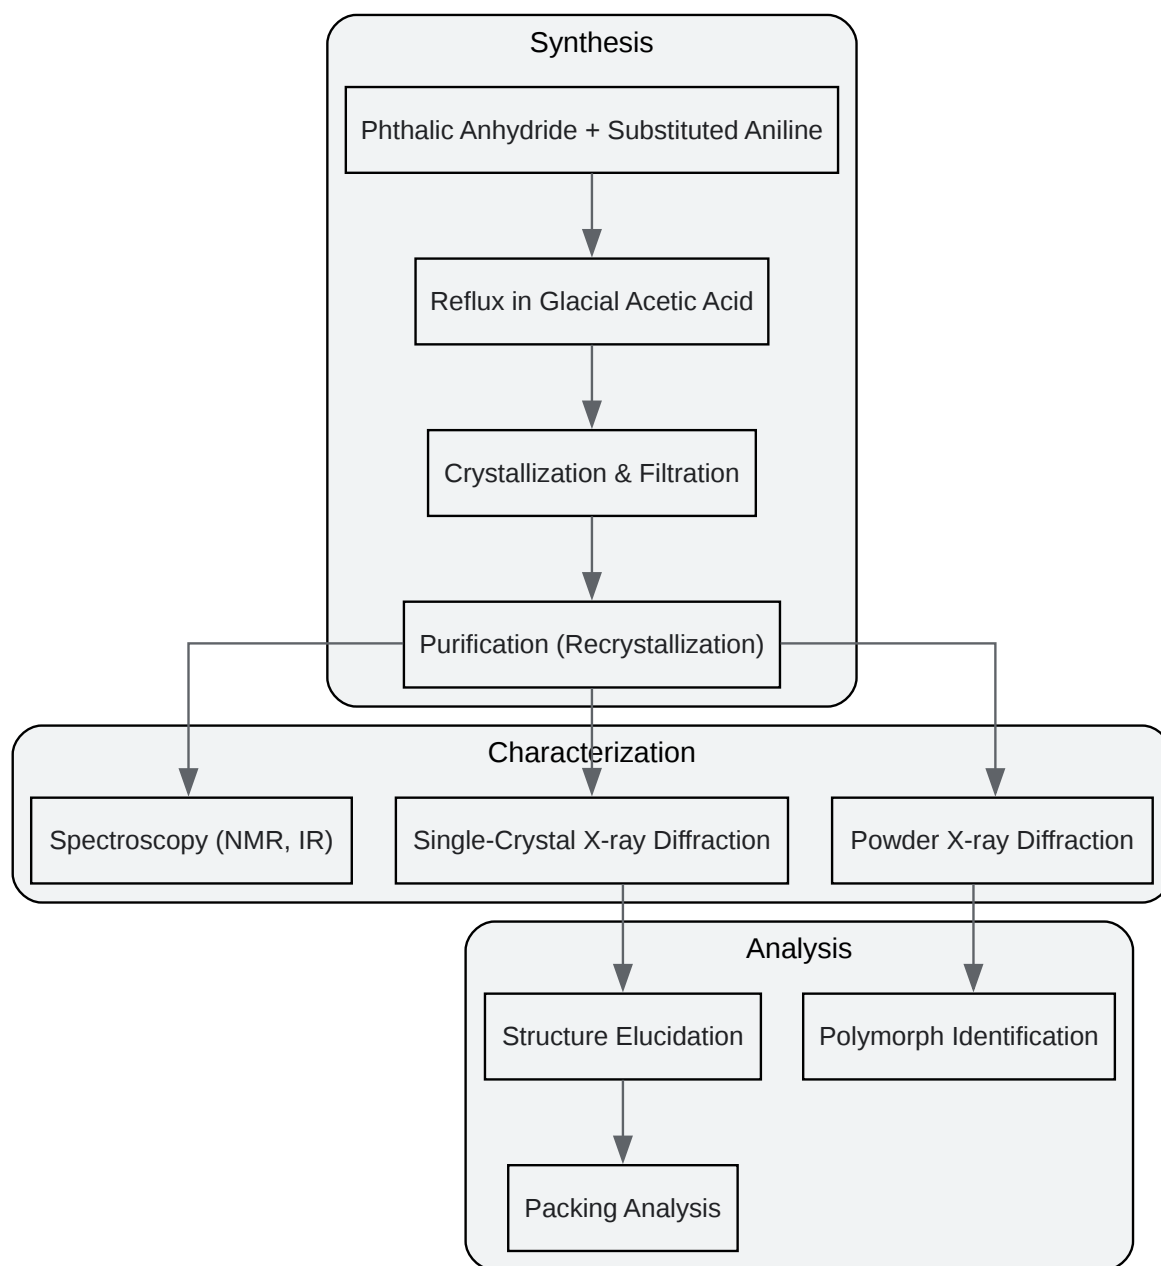 Synthesis
Phthalic Anhydride + Substituted Aniline
Reflux in Glacial Acetic Acid
Crystallization & Filtration
Purification (Recrystallization)
Characterization
Spectroscopy (NMR, IR)
Single-Crystal X-ray Diffraction
Powder X-ray Diffraction
Analysis
Structure Elucidation
Polymorph Identification
Packing Analysis